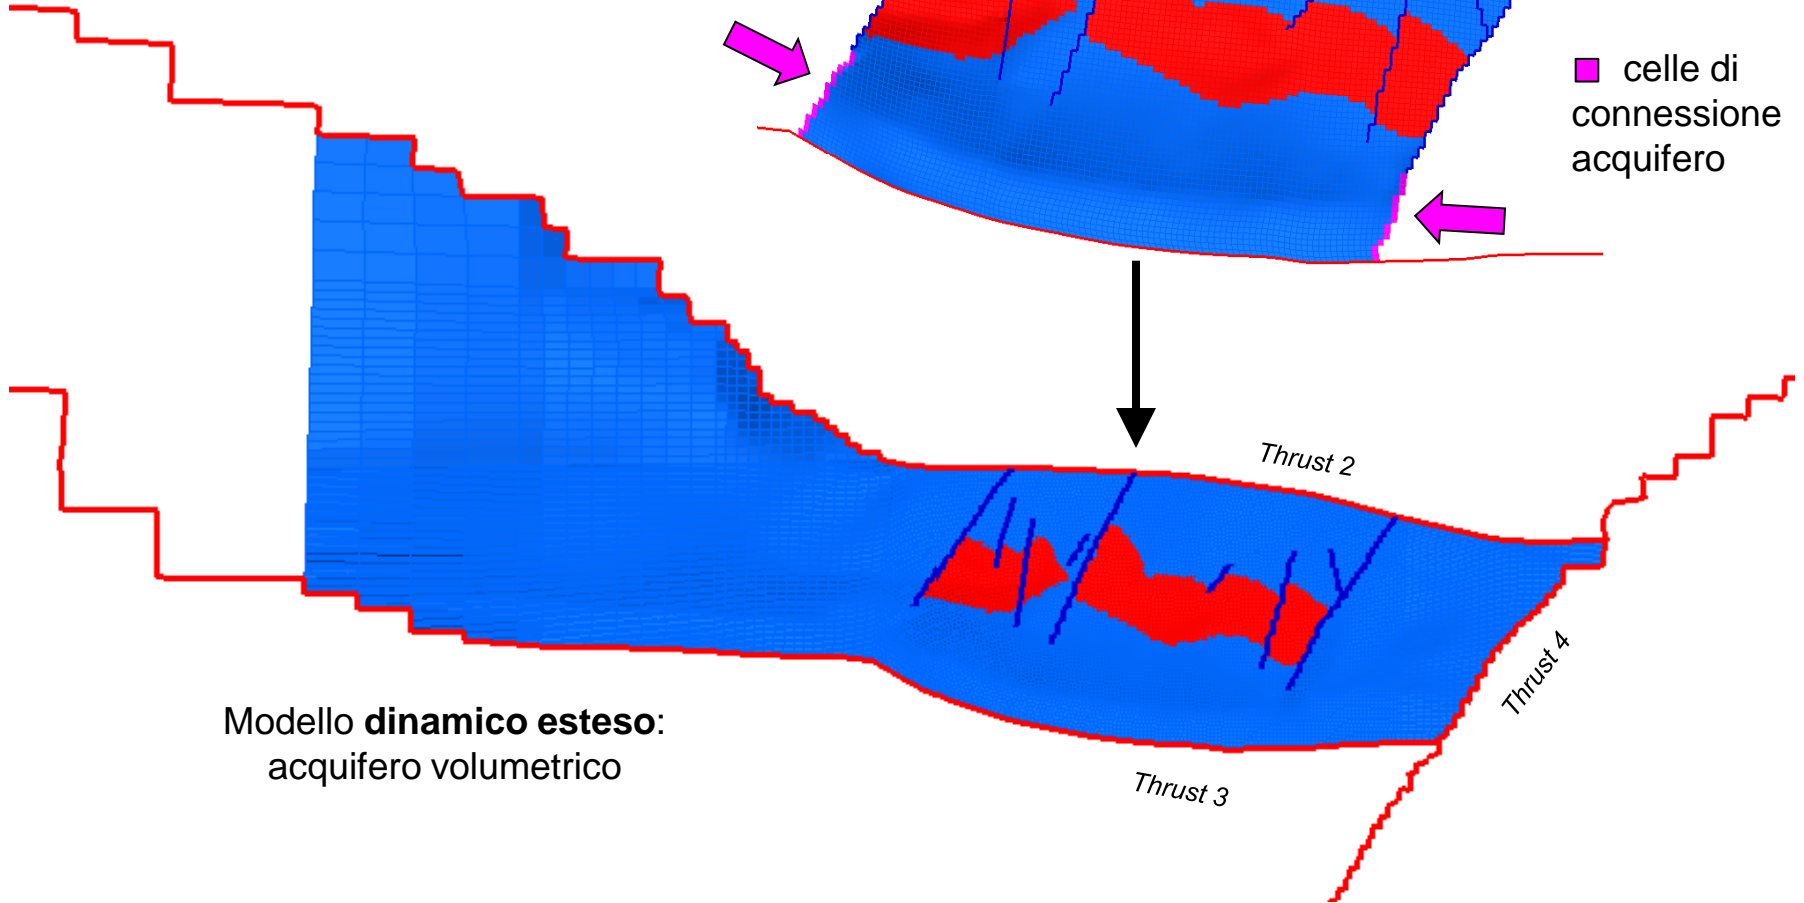 celle di
connessione
acquifero
Thrust 2
Thrust 4
Modello dinamico esteso:
acquifero volumetrico
Thrust 3